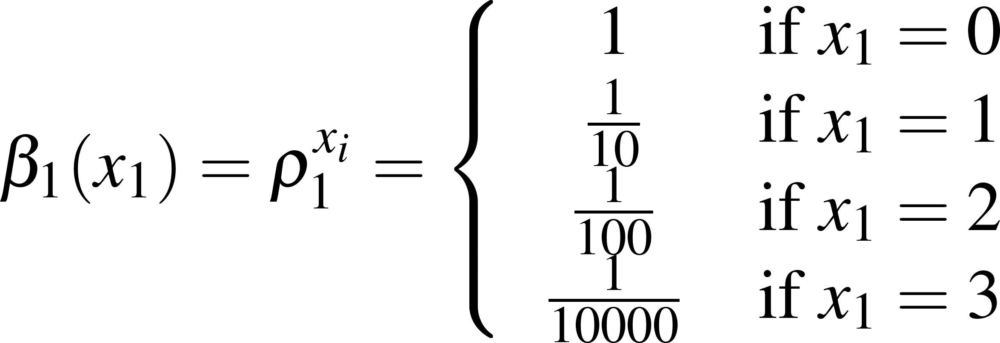 β₁(x₁) = ρ₁^{x_i} = {
1 if x₁ = 0
1/10 if x₁ = 1
1/100 if x₁ = 2
1/10000 if x₁ = 3